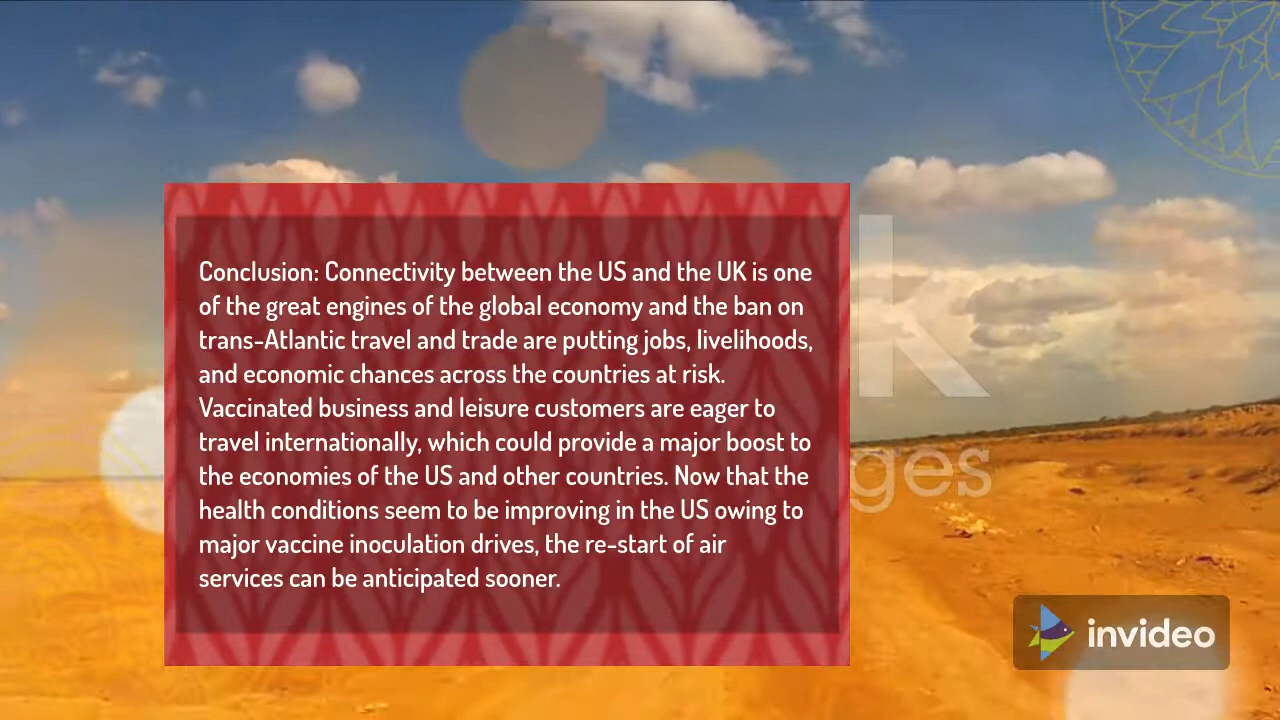 Conclusion: Connectivity between the US and the UK is one
of the great engines of the global economy and the ban on
trans-Atlantic travel and trade are putting jobs, livelihoods,
and economic chances across the countries at risk.
Vaccinated business and leisure customers are eager to
travel internationally, which could provide a major boost to
the economies of the US and other countries. Now that the
health conditions seem to be improving in the US owing to
major vaccine inoculation drives, the re-start of air
services can be anticipated sooner.
k
ges
invideo